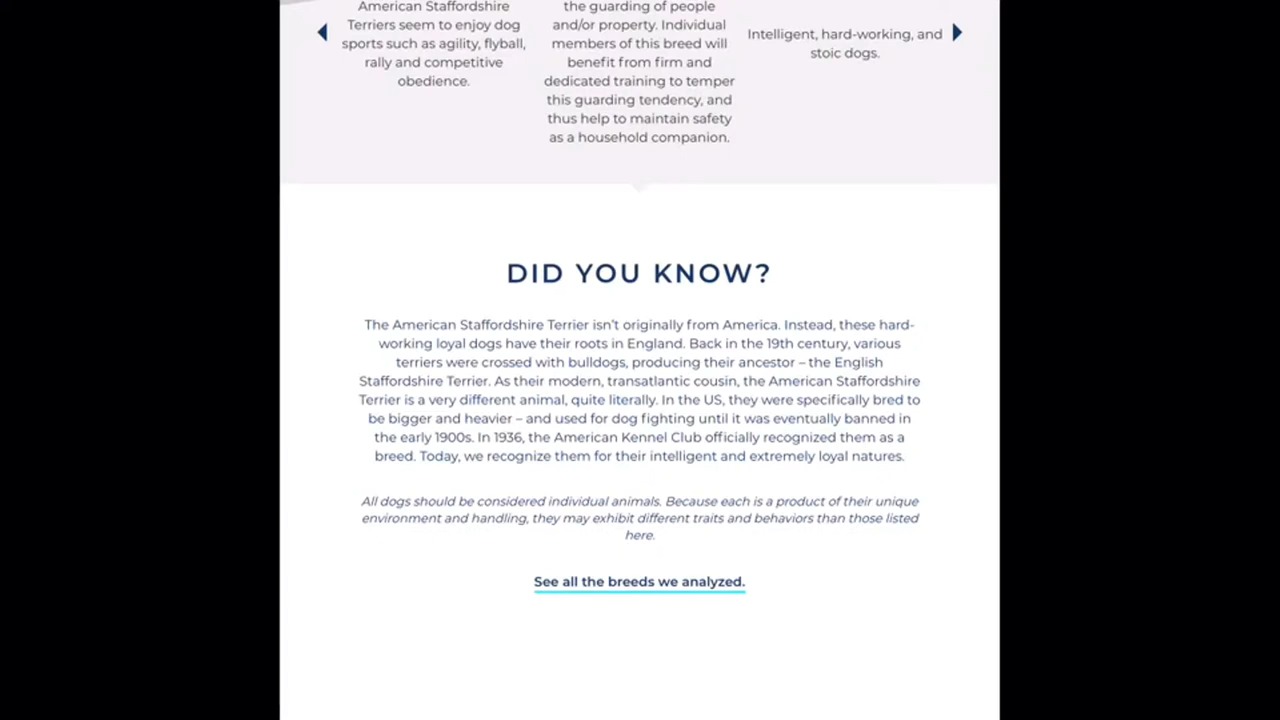 American Staffordshire
Terriers seem to enjoy dog
sports such as agility, flyball,
rally and competitive
obedience.
the guarding of people
and/or property. Individual
members of this breed will
benefit from firm and
dedicated training to temper
this guarding tendency, and
thus help to maintain safety
as a household companion.
Intelligent, hard-working, and
stoic dogs.
DID YOU KNOW?
The American Staffordshire Terrier isn't originally from America. Instead, these hard-
working loyal dogs have their roots in England. Back in the 19th century, various
terriers were crossed with bulldogs, producing their ancestor – the English
Staffordshire Terrier. As their modern, transatlantic cousin, the American Staffordshire
Terrier is a very different animal, quite literally. In the US, they were specifically bred to
be bigger and heavier – and used for dog fighting until it was eventually banned in
the early 1900s. In 1936, the American Kennel Club officially recognized them as a
breed. Today, we recognize them for their intelligent and extremely loyal natures.
All dogs should be considered individual animals. Because each is a product of their unique
environment and handling, they may exhibit different traits and behaviors than those listed
here.
See all the breeds we analyzed.